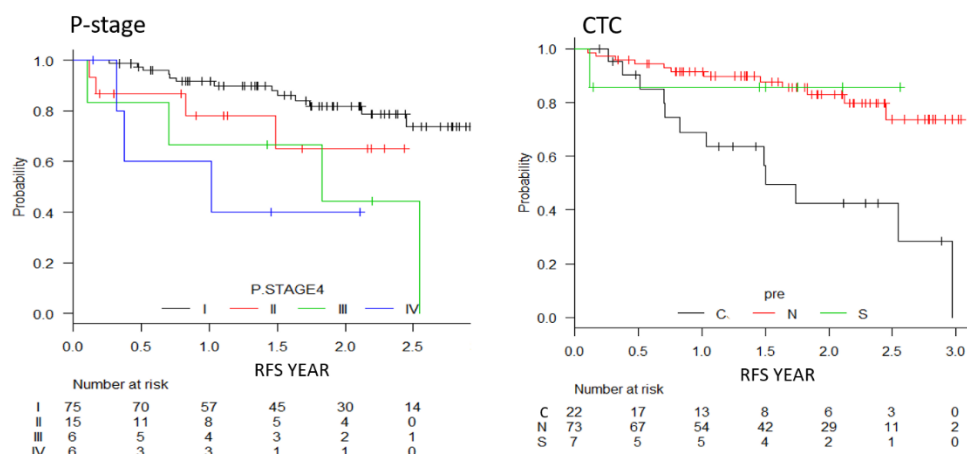 P-stage
Probability
1.0
0.8
0.6
0.4
0.2
0.0
P.STAGE4
I II III IV
0.0 0.5 1.0 1.5 2.0 2.5
RFS YEAR
Number at risk
I 75 70 57 45 30 14
II 15 11 8 5 4 0
III 6 5 4 3 2 1
IV 6 3 3 1 1 0
CTC
Probability
1.0
0.8
0.6
0.4
0.2
0.0
pre
C N S
0.0 0.5 1.0 1.5 2.0 2.5 3.0
RFS YEAR
Number at risk
C 22 17 13 8 6 3 0
N 73 67 54 42 29 11 2
S 7 5 5 4 2 1 0